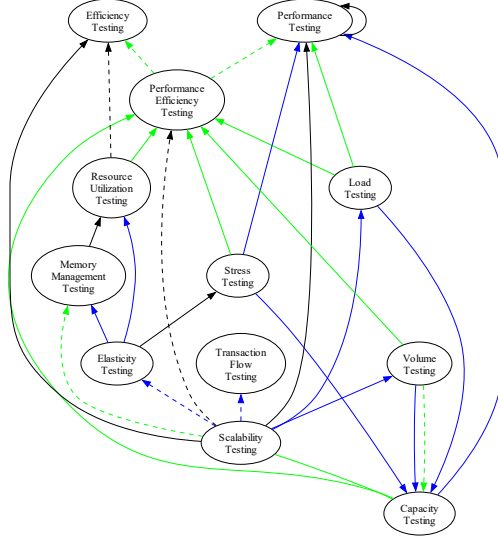 Efficiency
Testing
Performance
Testing
Performance
Efficiency
Testing
Resource
Utilization
Testing
Load
Testing
Memory
Management
Testing
Stress
Testing
Elasticity
Testing
Transaction
Flow
Testing
Volume
Testing
Scalability
Testing
Capacity
Testing